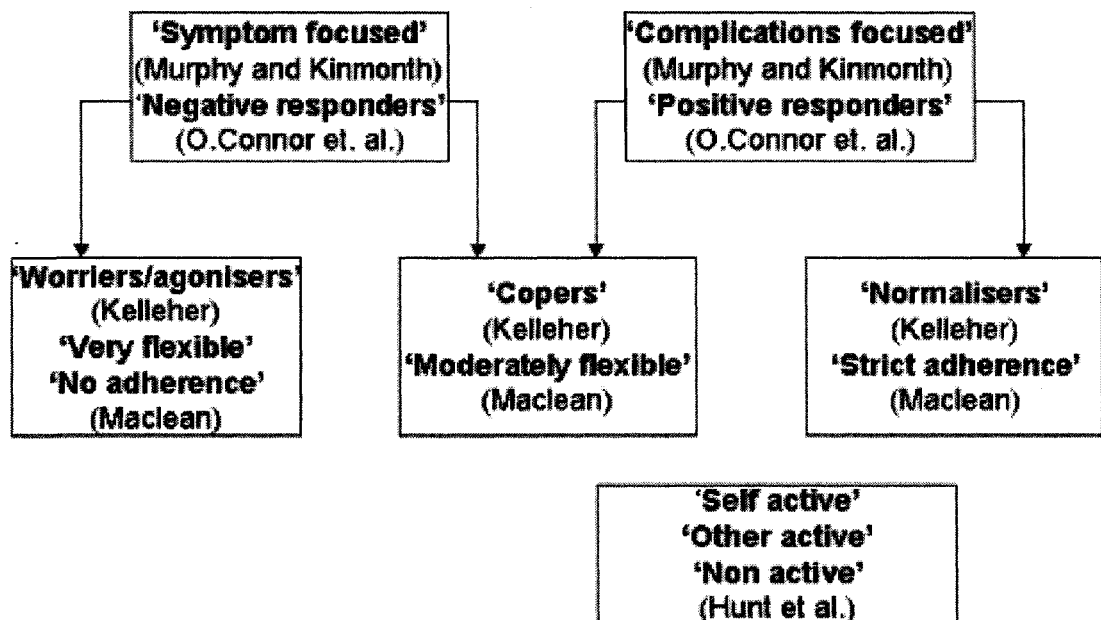 ‘Symptom focused’
(Murphy and Kinmonth)
‘Negative responders’
(O.Connor et. al.)
‘Complications focused’
(Murphy and Kinmonth)
‘Positive responders’
(O.Connor et. al.)
‘Worriers/agonisers’
(Kelleher)
‘Very flexible’
‘No adherence’
(Maclean)
‘Copers’
(Kelleher)
‘Moderately flexible’
(Maclean)
‘Normalisers’
(Kelleher)
‘Strict adherence’
(Maclean)
‘Self active’
‘Other active’
‘Non active’
(Hunt et al.)